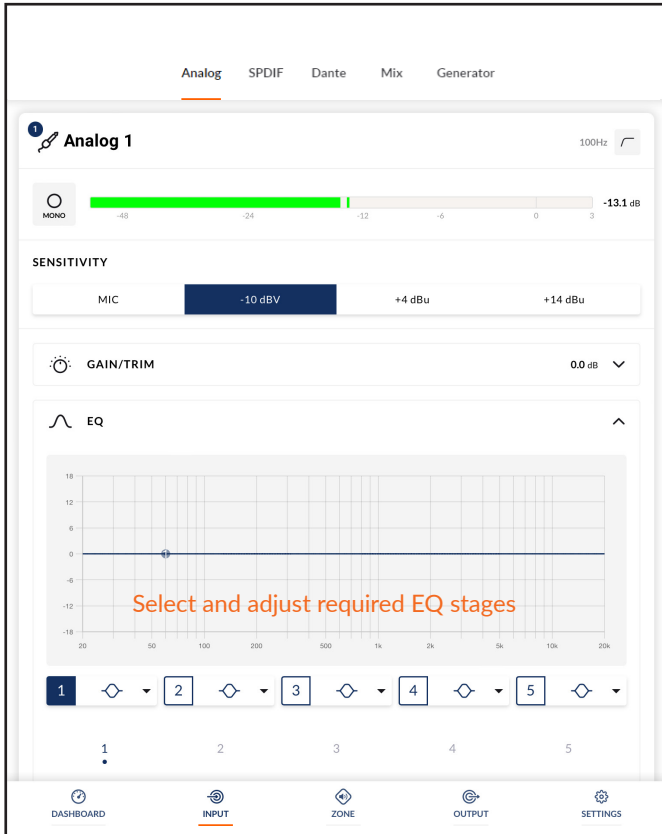 Analog SPDIF Dante Mix Generator
1 Analog 1 100Hz
MONO -48 -24 -12 -6 0 3 -13.1 dB
SENSITIVITY
MIC -10 dBV +4 dBu +14 dBu
GAIN/TRIM 0.0 dB
EQ
18
12
6
0
-6
-12
-18
Select and adjust required EQ stages
20 50 100 200 500 1k 2k 5k 10k 20k
1 2 3 4 5
1 2 3 4 5
DASHBOARD INPUT ZONE OUTPUT SETTINGS